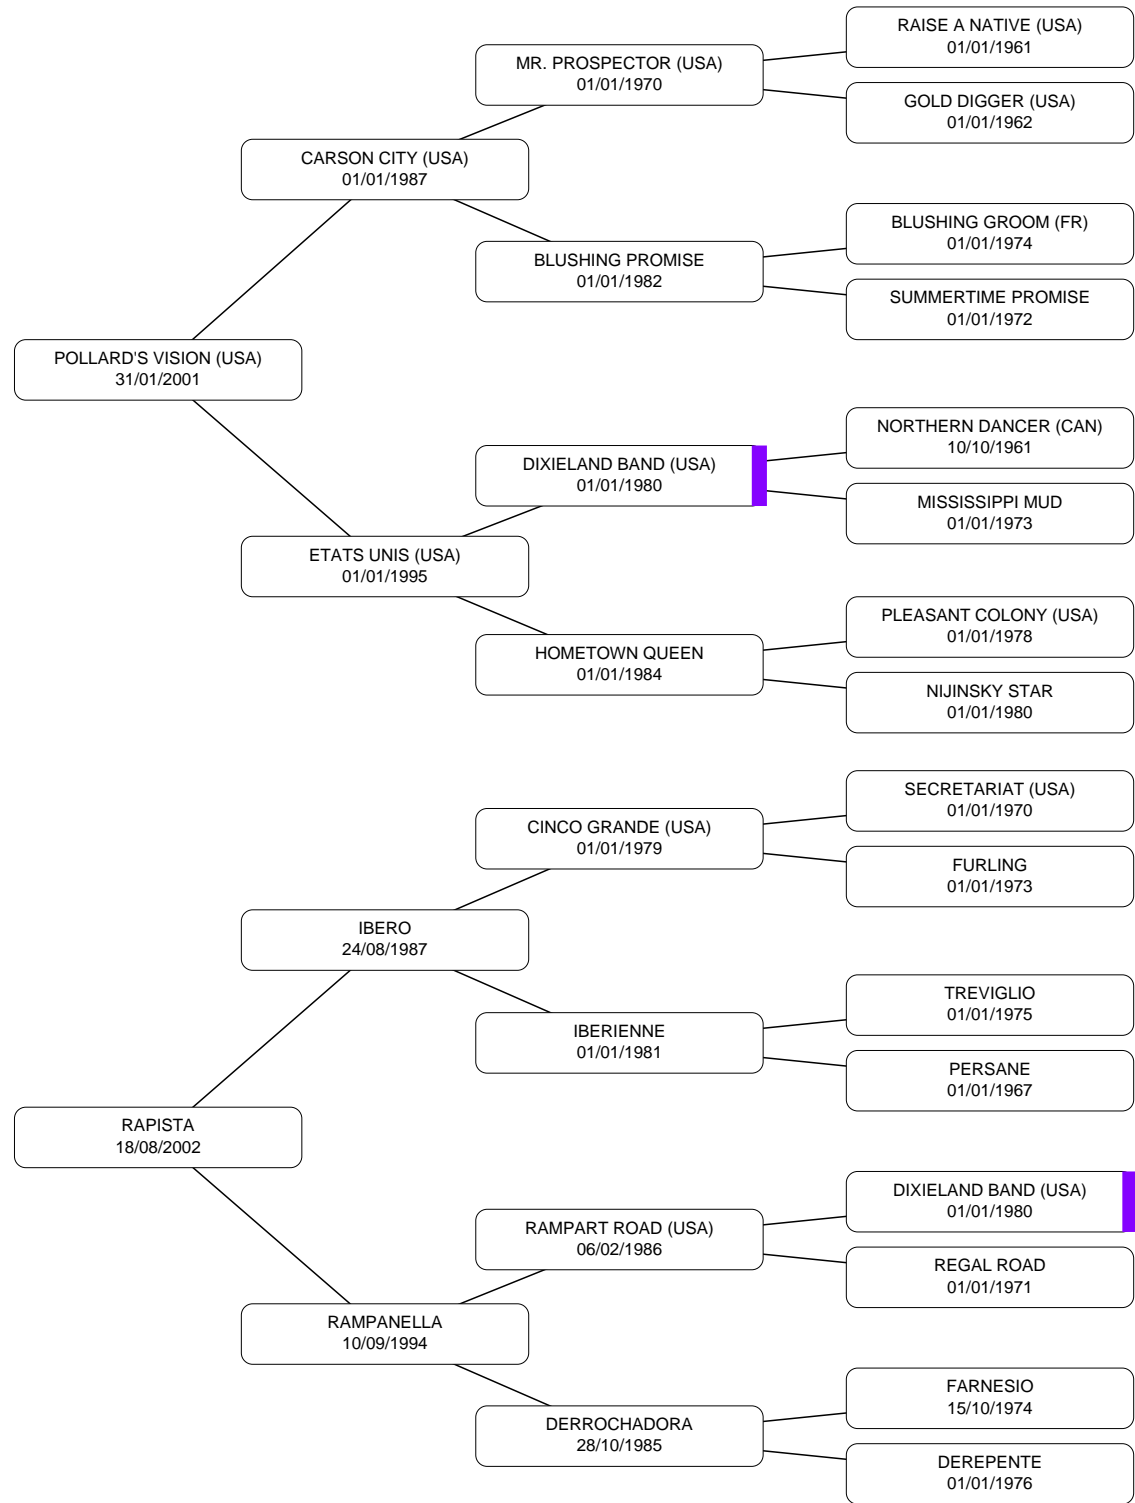 RAISE A NATIVE (USA)
01/01/1961
MR. PROSPECTOR (USA)
01/01/1970
GOLD DIGGER (USA)
01/01/1962
CARSON CITY (USA)
01/01/1987
BLUSHING GROOM (FR)
01/01/1974
BLUSHING PROMISE
01/01/1982
SUMMERTIME PROMISE
01/01/1972
POLLARD'S VISION (USA)
31/01/2001
NORTHERN DANCER (CAN)
10/10/1961
DIXIELAND BAND (USA)
01/01/1980
MISSISSIPPI MUD
01/01/1973
ETATS UNIS (USA)
01/01/1995
PLEASANT COLONY (USA)
01/01/1978
HOMETOWN QUEEN
01/01/1984
NIJINSKY STAR
01/01/1980
SECRETARIAT (USA)
01/01/1970
CINCO GRANDE (USA)
01/01/1979
FURLING
01/01/1973
IBERO
24/08/1987
TREVIGLIO
01/01/1975
IBERIENNE
01/01/1981
PERSANE
01/01/1967
RAPISTA
18/08/2002
DIXIELAND BAND (USA)
01/01/1980
RAMPART ROAD (USA)
06/02/1986
REGAL ROAD
01/01/1971
RAMPANELLA
10/09/1994
FARNESIO
15/10/1974
DERROCHADORA
28/10/1985
DEREPENTE
01/01/1976